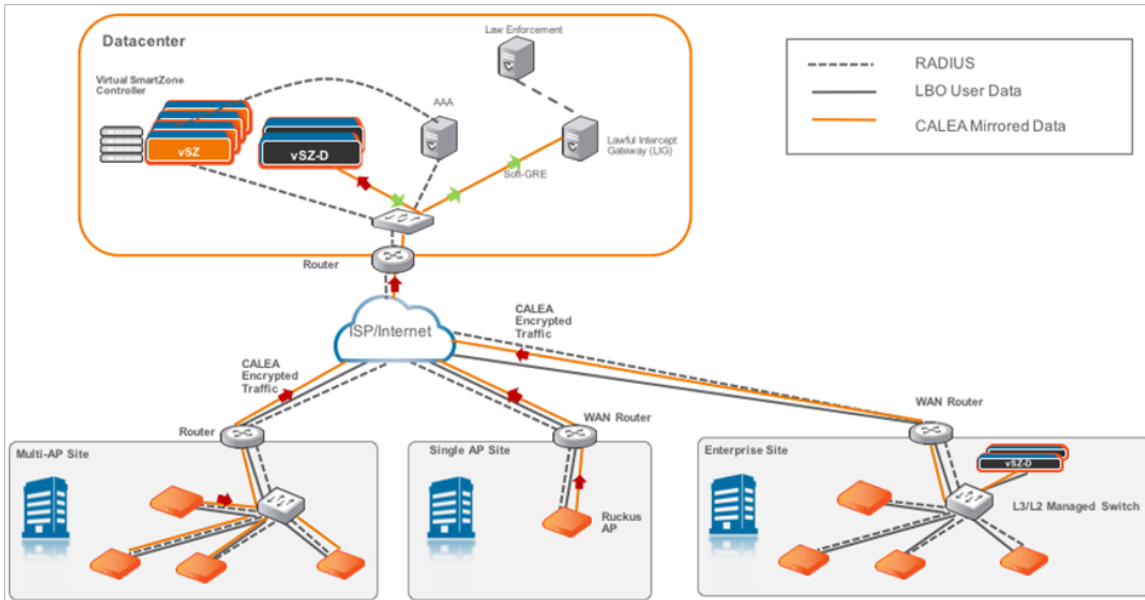 Datacenter
Law Enforcement
Virtual SmartZone
Controller
AAA
vSZ
vSZ-D
Lawful Intercept
Gateway (LIG)
Soft-GRE
Router
RADIUS
LBO User Data
CALEA Mirrored Data
ISP/Internet
CALEA
Encrypted
Traffic
CALEA
Encrypted
Traffic
Router
WAN Router
WAN Router
Multi-AP Site
Single AP Site
Ruckus
AP
Enterprise Site
vSZ-D
L3/L2 Managed Switch